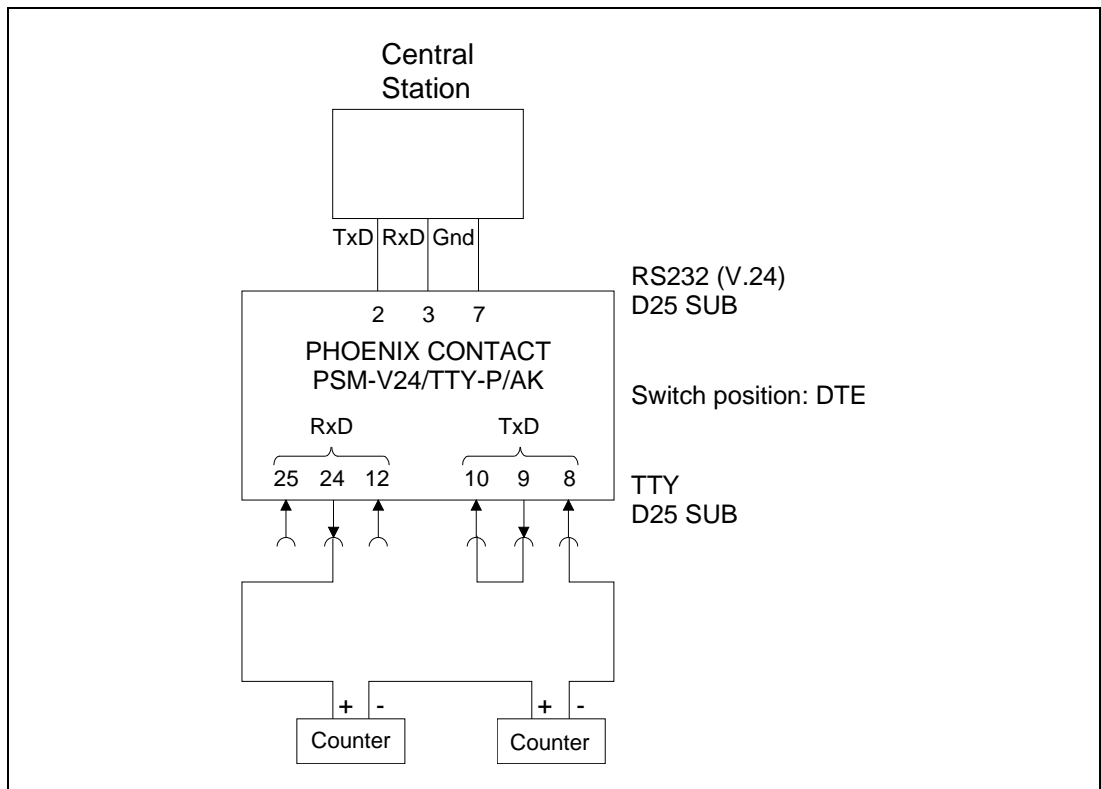 Central
Station
TxD RxD Gnd
RS232 (V.24)
D25 SUB
2 3 7
PHOENIX CONTACT
PSM-V24/TTY-P/AK
Switch position: DTE
RxD TxD
25 24 12 10 9 8
TTY
D25 SUB
+ - + -
Counter Counter